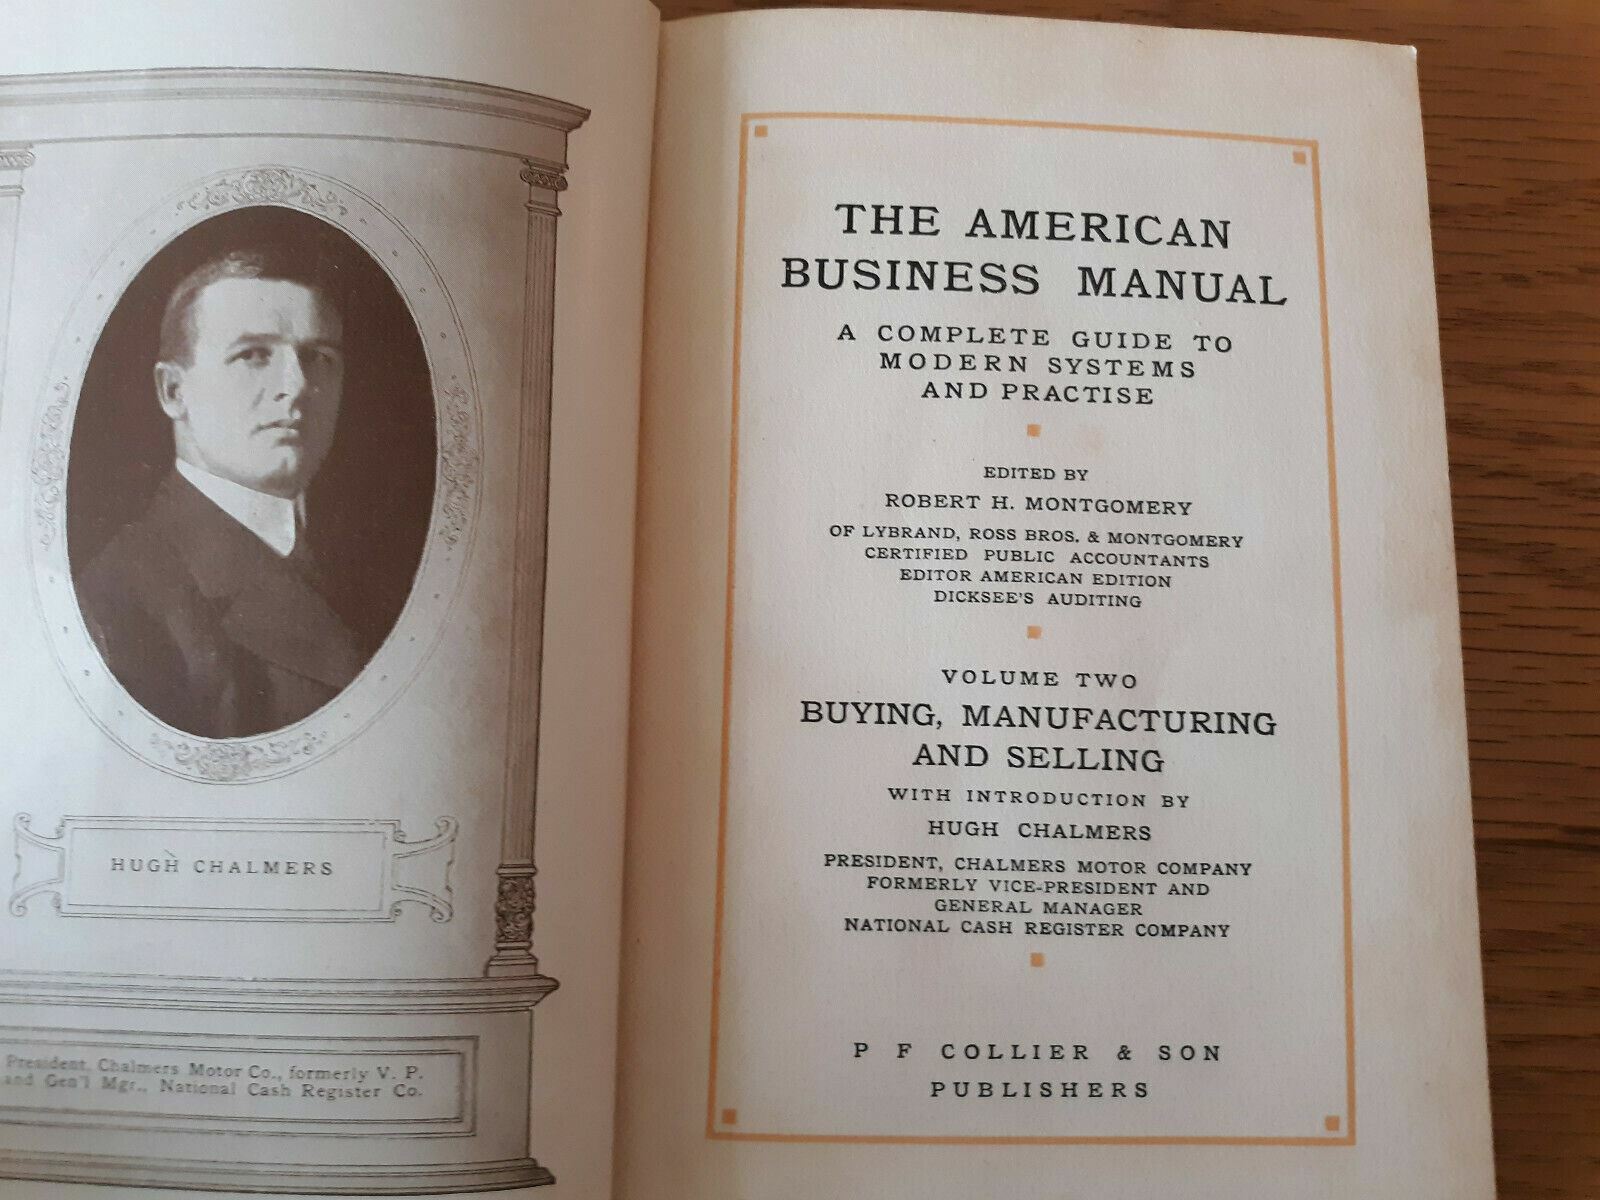 HUGH CHALMERS
President, Chalmers Motor Co., formerly V. P.
and Gen'l Mgr., National Cash Register Co.
THE AMERICAN
BUSINESS MANUAL
A COMPLETE GUIDE TO
MODERN SYSTEMS
AND PRACTISE
EDITED BY
ROBERT H. MONTGOMERY
OF LYBRAND, ROSS BROS. & MONTGOMERY
CERTIFIED PUBLIC ACCOUNTANTS
EDITOR AMERICAN EDITION
DICKSEE'S AUDITING
VOLUME TWO
BUYING, MANUFACTURING
AND SELLING
WITH INTRODUCTION BY
HUGH CHALMERS
PRESIDENT, CHALMERS MOTOR COMPANY
FORMERLY VICE-PRESIDENT AND
GENERAL MANAGER
NATIONAL CASH REGISTER COMPANY
P F COLLIER & SON
PUBLISHERS